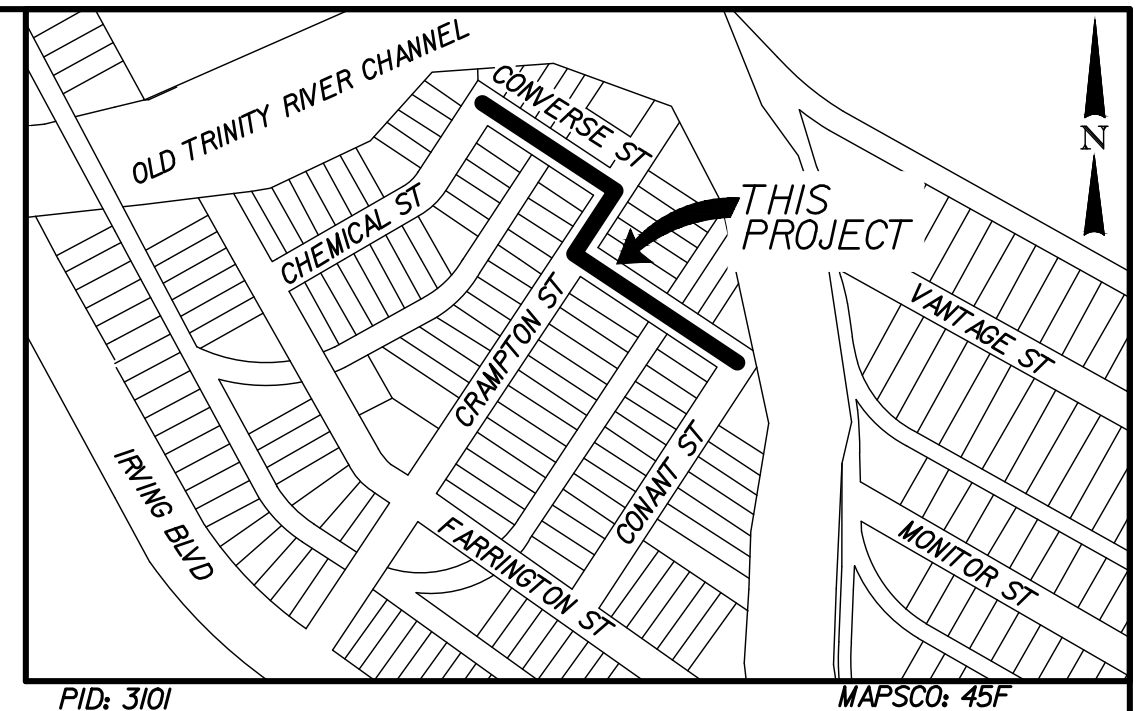 OLD TRINITY RIVER CHANNEL
CONVERSE ST
N
THIS
PROJECT
CHEMICAL ST
VANTAGE ST
CRAMPTON ST
IRVING BLVD
CONANT ST
FARRINGTON ST
MONITOR ST
PID: 3101
MAPSCO: 45F